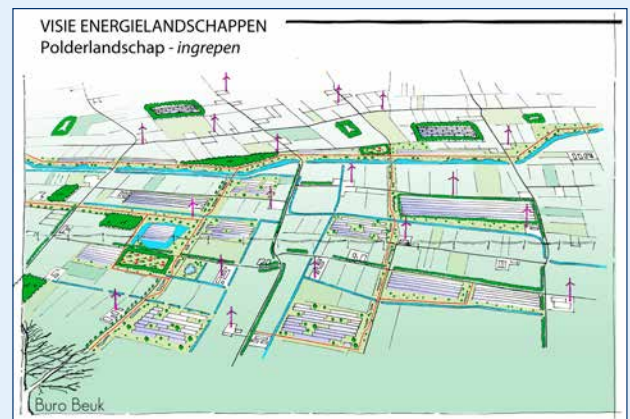 VISIE ENERGIELANDSCHAPPEN
Polderlandschap - ingrepen
Buro Beuk